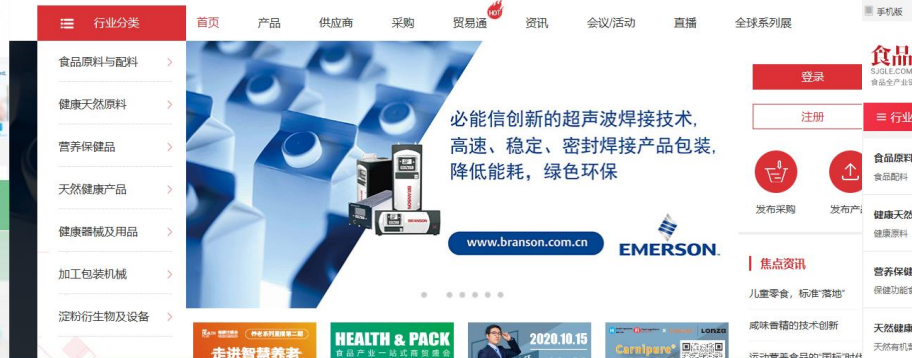 行业分类 首页 产品 供应商 采购 贸易通 HOT 资讯 会议/活动 直播 全球系列展
手机版
食品原料与配料
健康天然原料
营养保健品
天然健康产品
健康器械及用品
加工包装机械
淀粉衍生物及设备
必能信创新的超声波焊接技术,
高速、稳定、密封焊接产品包装,
降低能耗，绿色环保
BRANSON
www.branson.com.cn
EMERSON
登录
注册
发布采购
焦点资讯
儿童零食，标准"落地"
咸味香精的技术创新
HEALTH & PACK
食品产业一站式商贸盛会
走进智慧养老
2020.10.15
Lonza
Carnipure
食品
SJGLE.COM
行业
食品原料
食品配料
健康天然
健康原料
营养保健
保健功能食
天然健康
天然有机